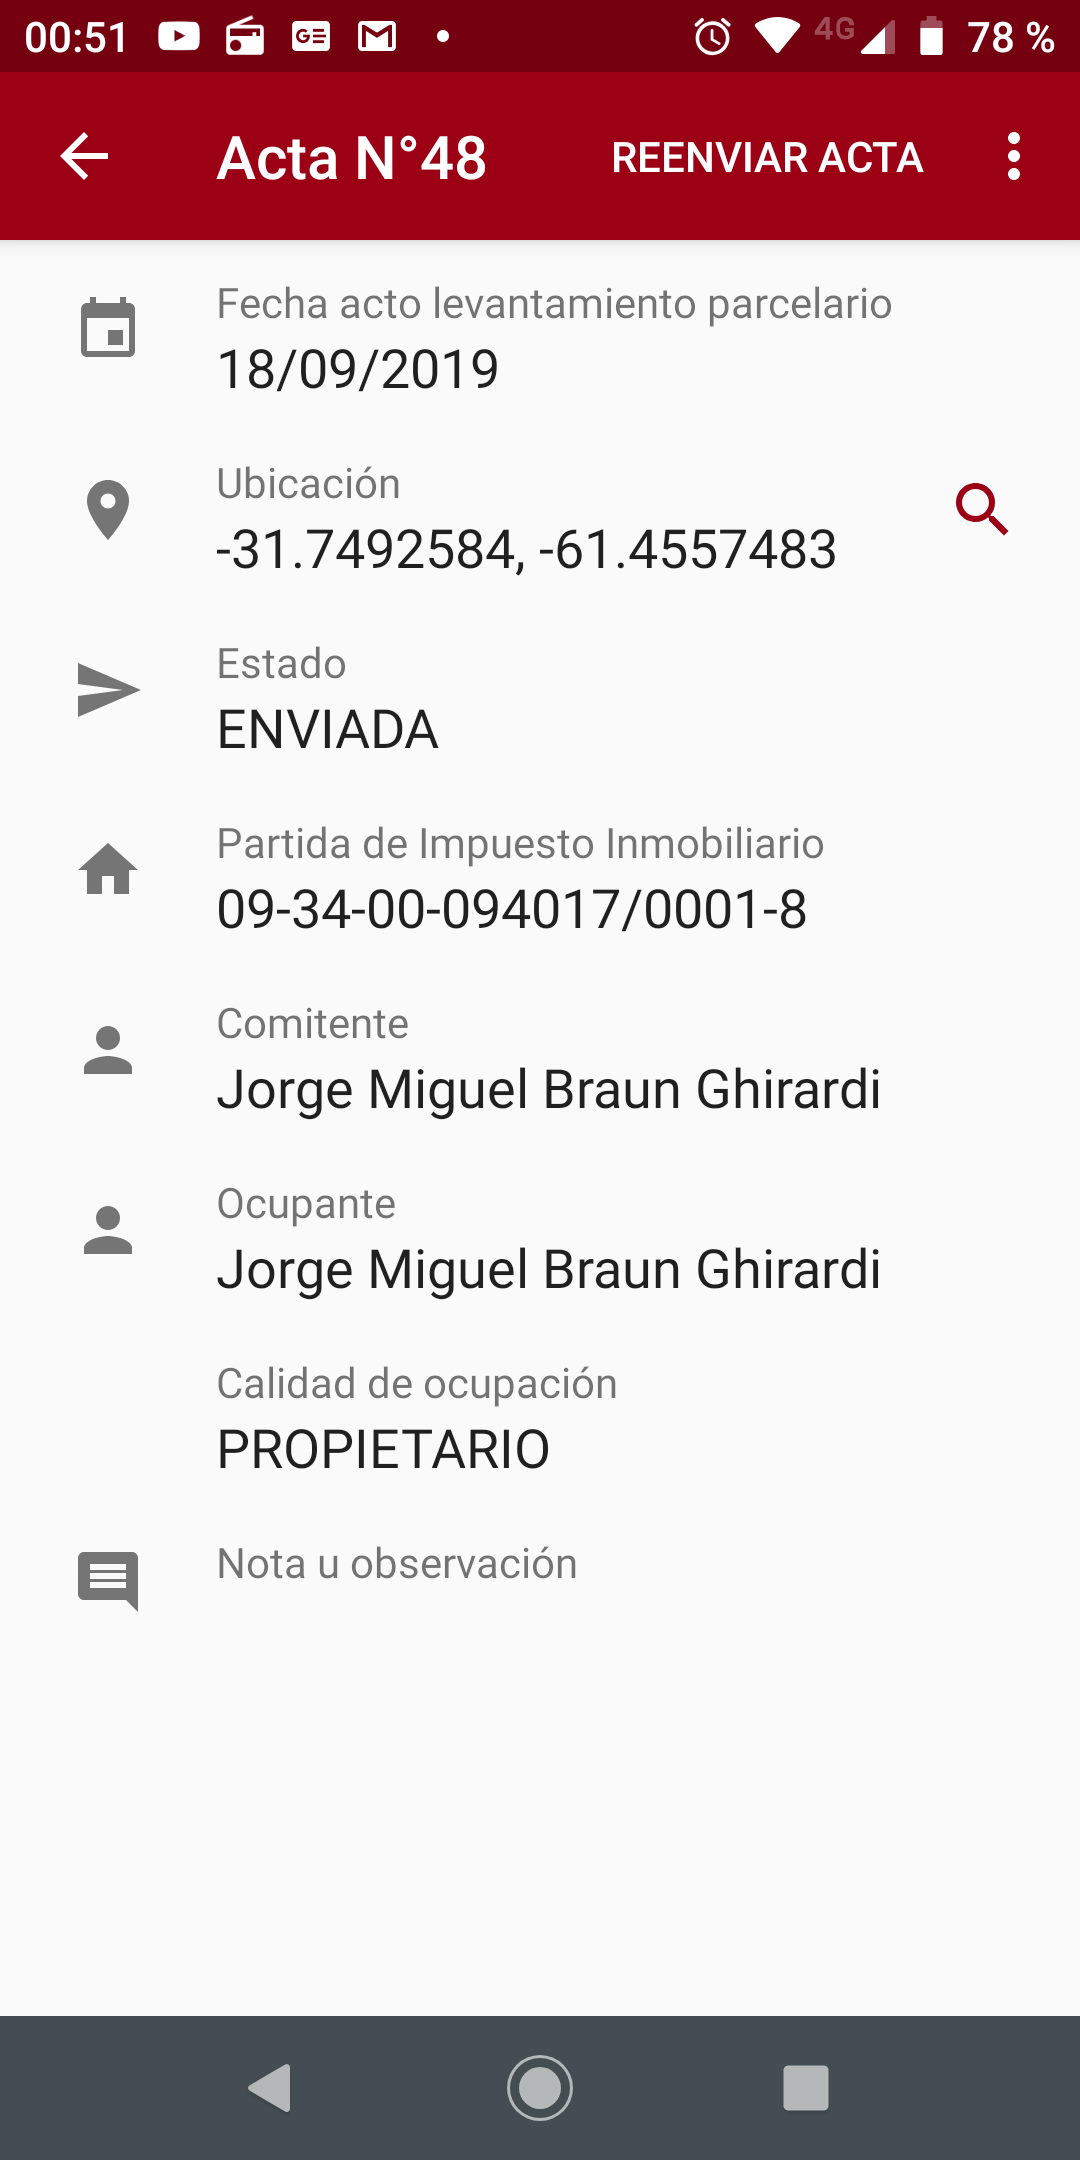 00:51
4G
78 %
Acta N°48
REENVIAR ACTA
Fecha acto levantamiento parcelario
18/09/2019
Ubicación
-31.7492584, -61.4557483
Estado
ENVIADA
Partida de Impuesto Inmobiliario
09-34-00-094017/0001-8
Comitente
Jorge Miguel Braun Ghirardi
Ocupante
Jorge Miguel Braun Ghirardi
Calidad de ocupación
PROPIETARIO
Nota u observación